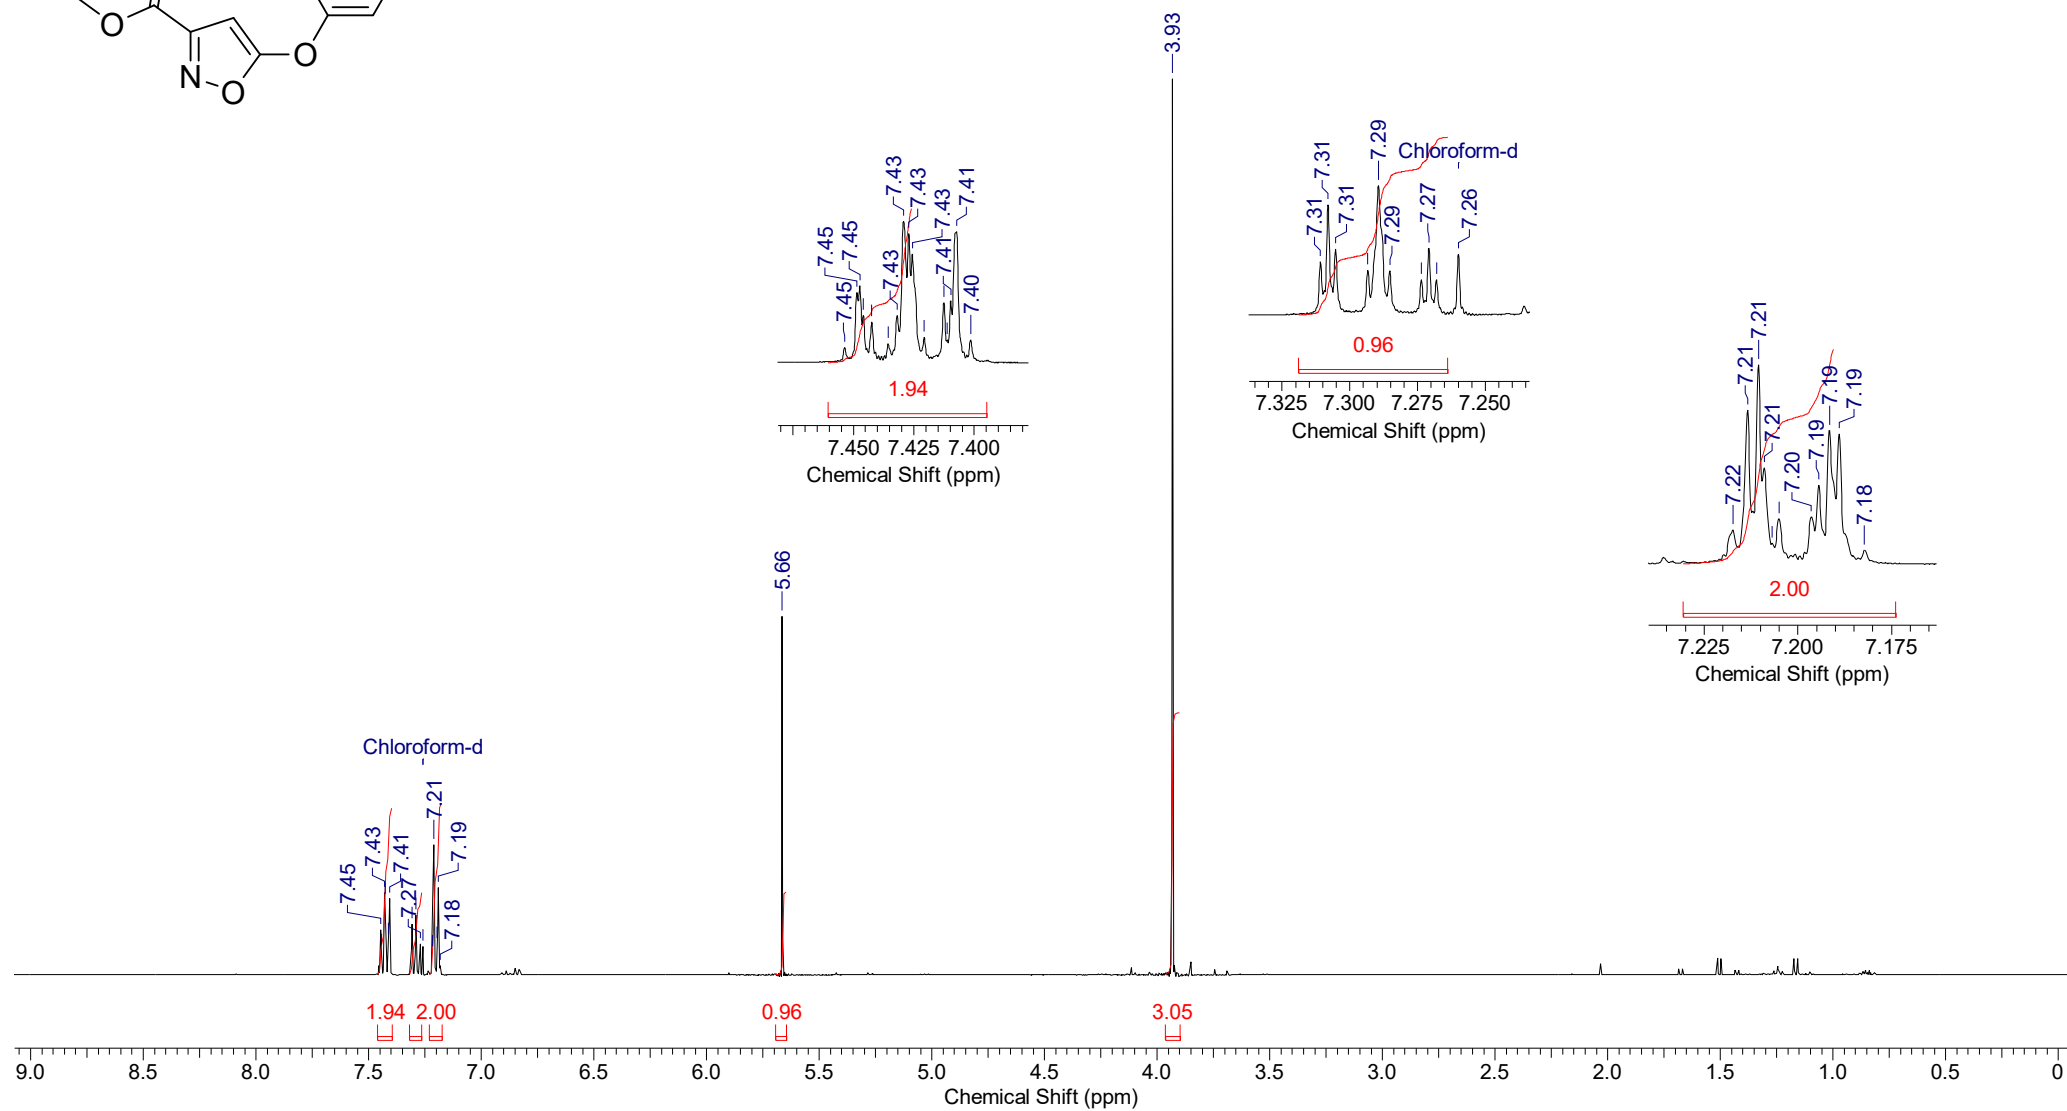 O
O
N
O
3.93
7.45
7.45
7.45
7.43
7.43
7.43
7.43
7.41
7.41
7.40
1.94
7.450 7.425 7.400
Chemical Shift (ppm)
7.31
7.31
7.31
7.29
7.29
Chloroform-d
7.27
7.26
0.96
7.325 7.300 7.275 7.250
Chemical Shift (ppm)
7.22
7.21
7.21
7.21
7.20
7.19
7.19
7.19
7.18
2.00
7.225 7.200 7.175
Chemical Shift (ppm)
5.66
Chloroform-d
7.45
7.43
7.41
7.27
7.21
7.19
7.18
1.94 2.00 0.96 3.05
9.0 8.5 8.0 7.5 7.0 6.5 6.0 5.5 5.0 4.5 4.0 3.5 3.0 2.5 2.0 1.5 1.0 0.5 0
Chemical Shift (ppm)